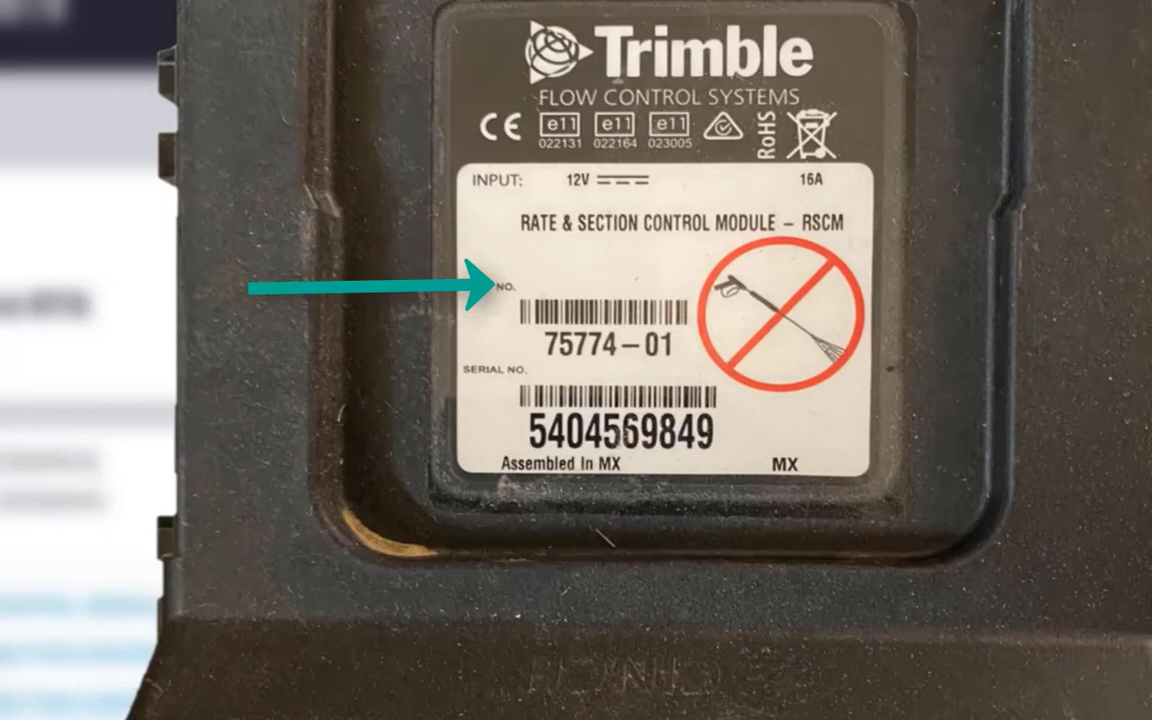 Trimble
FLOW CONTROL SYSTEMS
CE e11 e11 e11 RoHS
022131 022164 023005
INPUT: 12V 16A
RATE & SECTION CONTROL MODULE – RSCM
NO.
75774–01
SERIAL NO.
5404569849
Assembled In MX MX